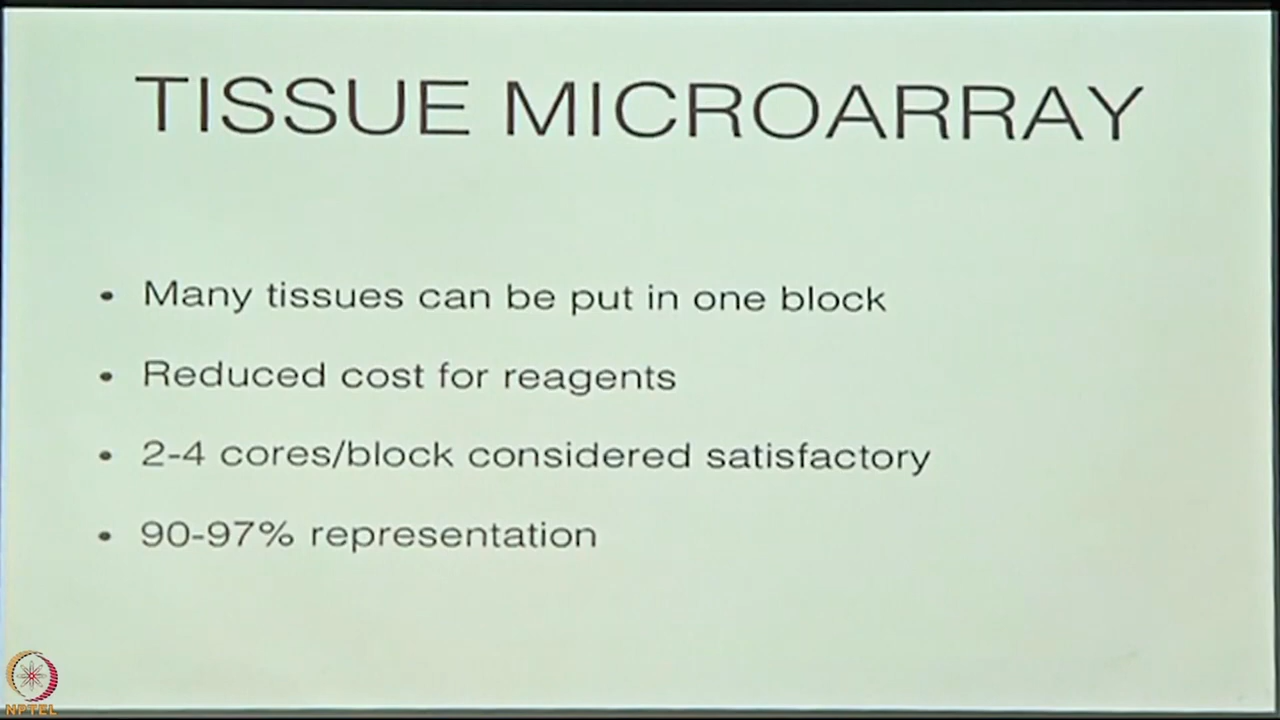 TISSUE MICROARRAY
• Many tissues can be put in one block
• Reduced cost for reagents
• 2-4 cores/block considered satisfactory
• 90-97% representation
NPTEL